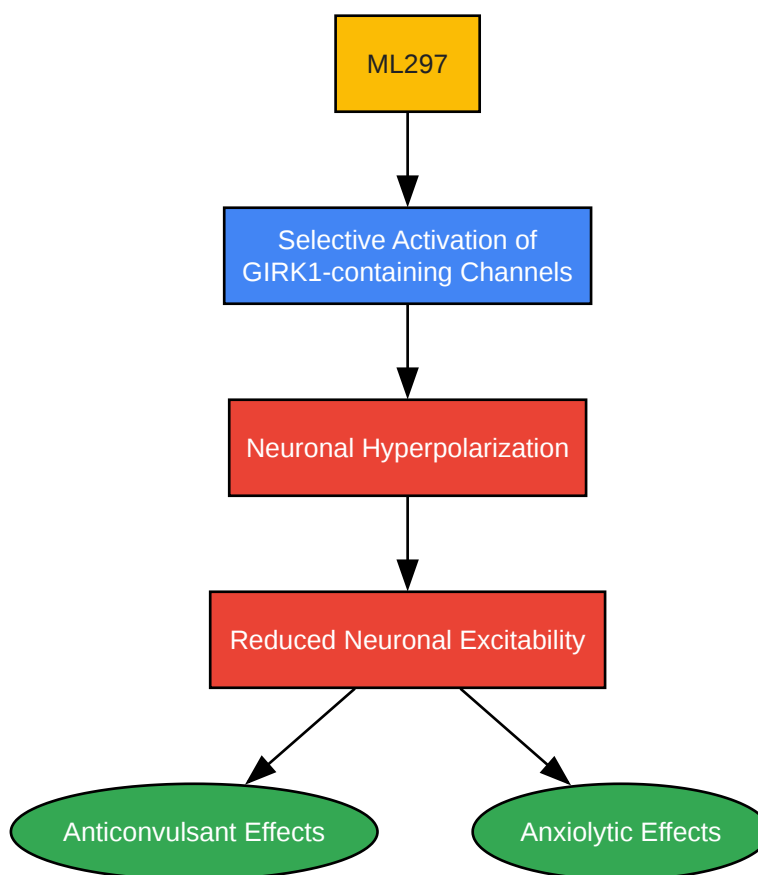 ML297
Selective Activation of
GIRK1-containing Channels
Neuronal Hyperpolarization
Reduced Neuronal Excitability
Anticonvulsant Effects
Anxiolytic Effects